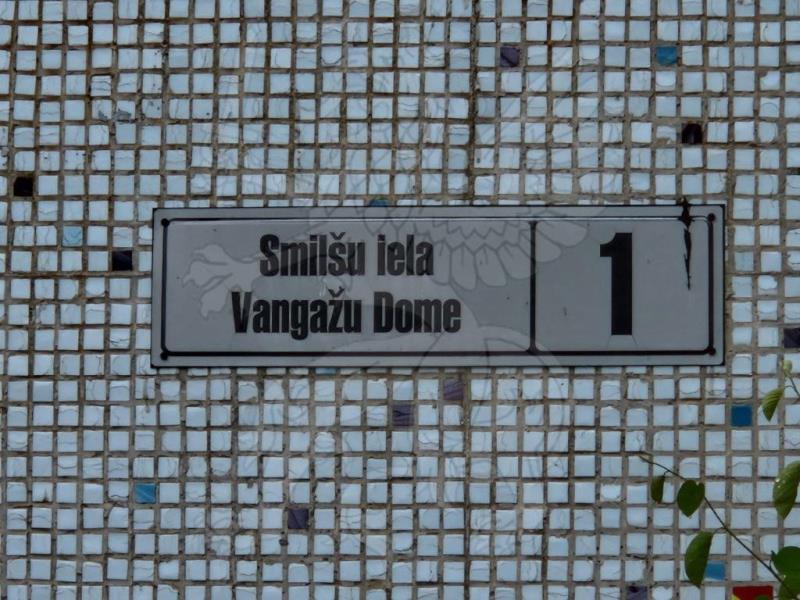 Smilšu iela
Vangažu Dome
1